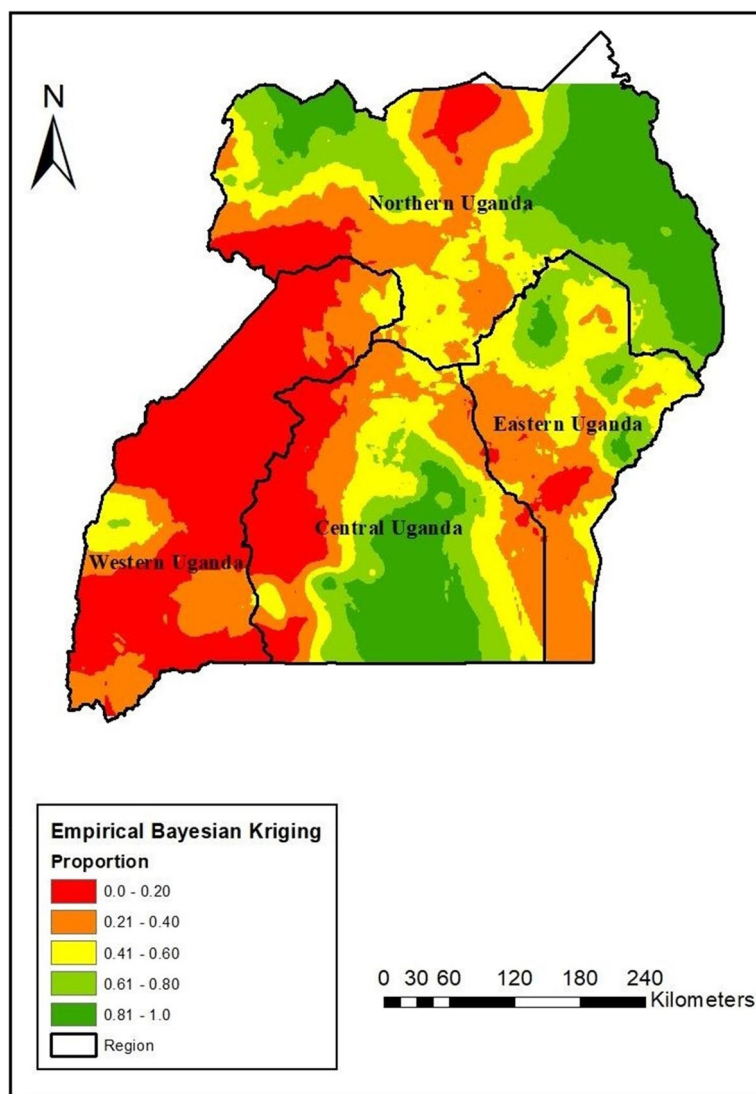 N
Northern Uganda
Eastern Uganda
Central Uganda
Western Uganda
Empirical Bayesian Kriging
Proportion
0.0 - 0.20
0.21 - 0.40
0.41 - 0.60
0.61 - 0.80
0.81 - 1.0
Region
0 30 60 120 180 240
Kilometers